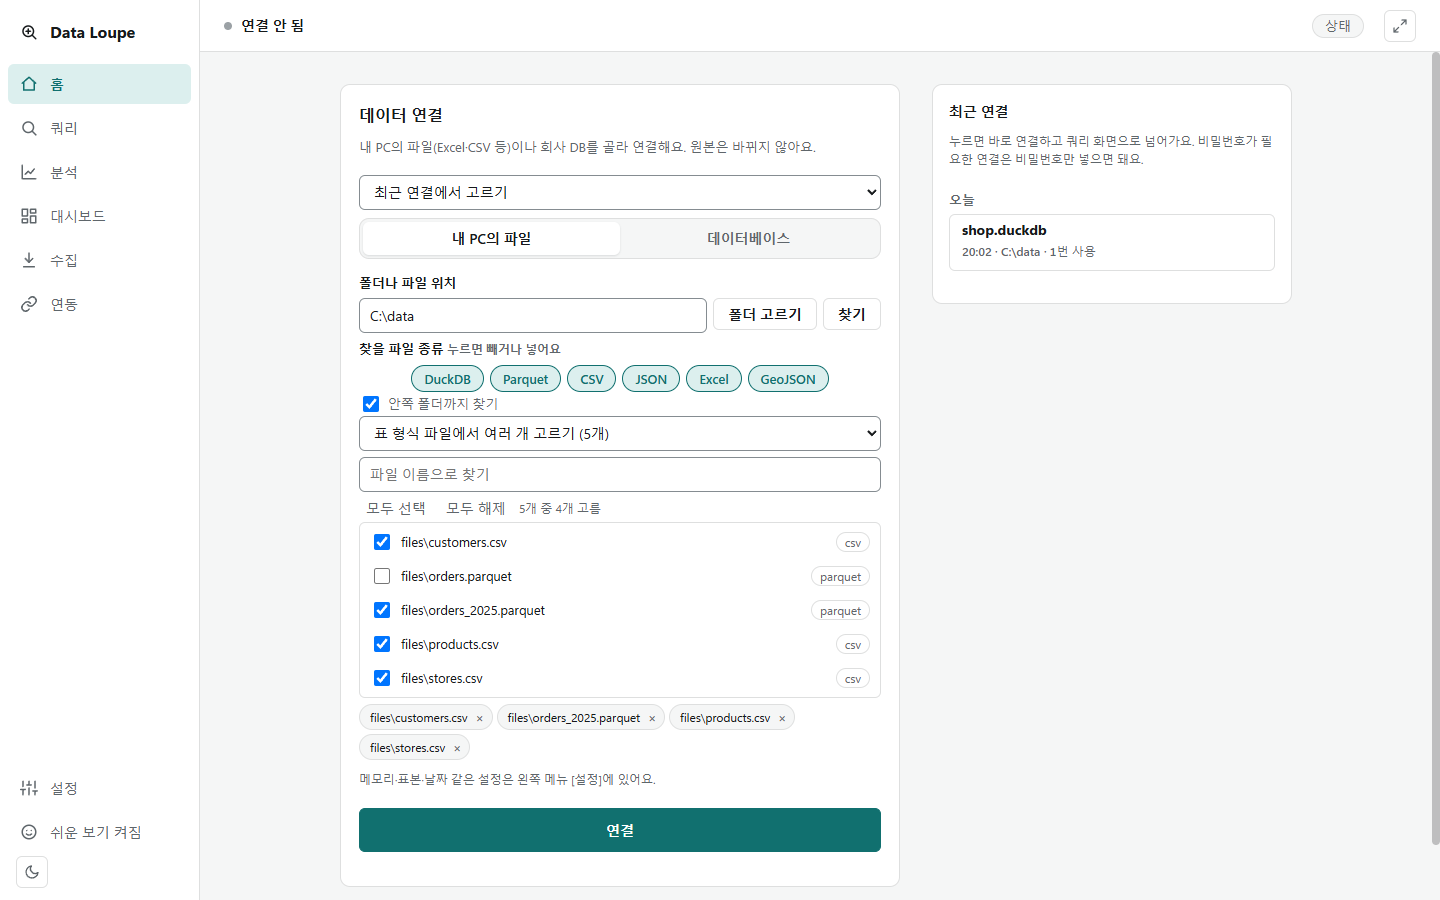 Data Loupe
홈
쿼리
분석
대시보드
수집
연동
설정
쉬운 보기 켜짐
연결 안 됨
상태
데이터 연결
내 PC의 파일(Excel·CSV 등)이나 회사 DB를 골라 연결해요. 원본은 바뀌지 않아요.
최근 연결에서 고르기
내 PC의 파일
데이터베이스
폴더나 파일 위치
C:\data
폴더 고르기
찾기
찾을 파일 종류 누르면 빼거나 넣어요
DuckDB
Parquet
CSV
JSON
Excel
GeoJSON
안쪽 폴더까지 찾기
표 형식 파일에서 여러 개 고르기 (5개)
파일 이름으로 찾기
모두 선택
모두 해제
5개 중 4개 고름
files\customers.csv
csv
files\orders.parquet
parquet
files\orders_2025.parquet
parquet
files\products.csv
csv
files\stores.csv
csv
files\customers.csv ×
files\orders_2025.parquet ×
files\products.csv ×
files\stores.csv ×
메모리·표본·날짜 같은 설정은 왼쪽 메뉴 [설정]에 있어요.
연결
최근 연결
누르면 바로 연결하고 쿼리 화면으로 넘어가요. 비밀번호가 필
요한 연결은 비밀번호만 넣으면 돼요.
오늘
shop.duckdb
20:02 · C:\data · 1번 사용